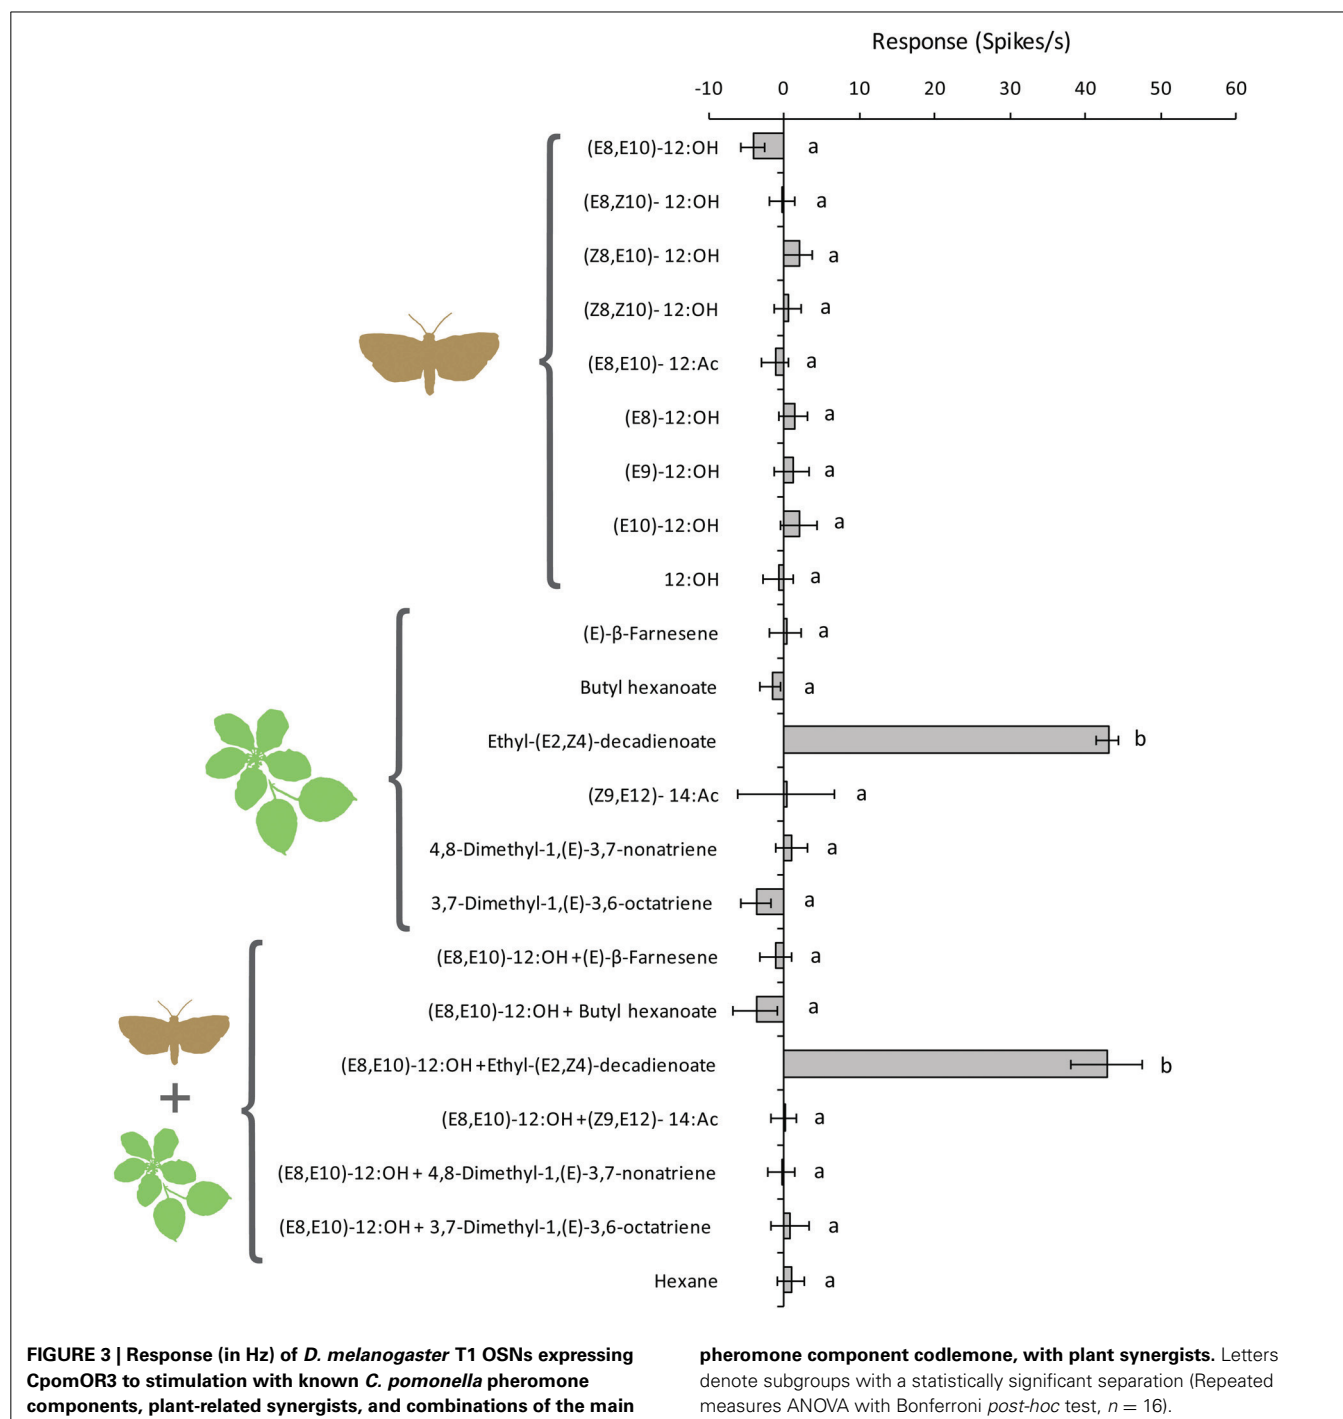 Response (Spikes/s)
-10 0 10 20 30 40 50 60
(E8,E10)-12:OH a
(E8,Z10)- 12:OH a
(Z8,E10)- 12:OH a
(Z8,Z10)- 12:OH a
(E8,E10)- 12:Ac a
(E8)-12:OH a
(E9)-12:OH a
(E10)-12:OH a
12:OH a
(E)-β-Farnesene a
Butyl hexanoate a
Ethyl-(E2,Z4)-decadienoate b
(Z9,E12)- 14:Ac a
4,8-Dimethyl-1,(E)-3,7-nonatriene a
3,7-Dimethyl-1,(E)-3,6-octatriene a
(E8,E10)-12:OH +(E)-β-Farnesene a
(E8,E10)-12:OH + Butyl hexanoate a
(E8,E10)-12:OH +Ethyl-(E2,Z4)-decadienoate b
+
(E8,E10)-12:OH +(Z9,E12)- 14:Ac a
(E8,E10)-12:OH + 4,8-Dimethyl-1,(E)-3,7-nonatriene a
(E8,E10)-12:OH + 3,7-Dimethyl-1,(E)-3,6-octatriene a
Hexane a
FIGURE 3 | Response (in Hz) of D. melanogaster T1 OSNs expressing
CpomOR3 to stimulation with known C. pomonella pheromone
components, plant-related synergists, and combinations of the main
pheromone component codlemone, with plant synergists. Letters
denote subgroups with a statistically significant separation (Repeated
measures ANOVA with Bonferroni post-hoc test, n = 16).